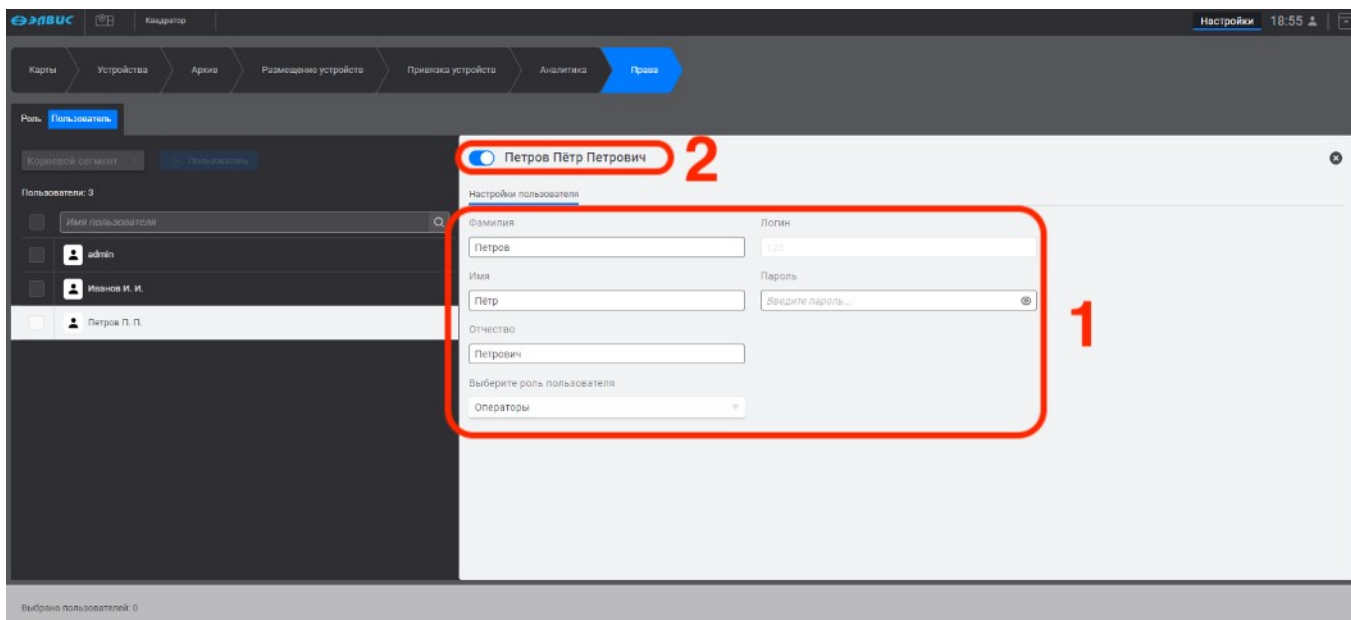 ЭЛВИС Квадратор Настройки 18:55
Карты Устройства Архив Размещение устройств Привязка устройств Аналитика Права
Роль Пользователь
Корневой сегмент Пользователь
Петров Пётр Петрович 2
Пользователи: 3
Настройки пользователя
Имя пользователя
Фамилия Логин
Петров 122
admin
Имя Пароль
Иванов И. И.
Пётр Введите пароль...
1
Петров П. П.
Отчество
Петрович
Выберите роль пользователя
Операторы
Выбрано пользователей: 0